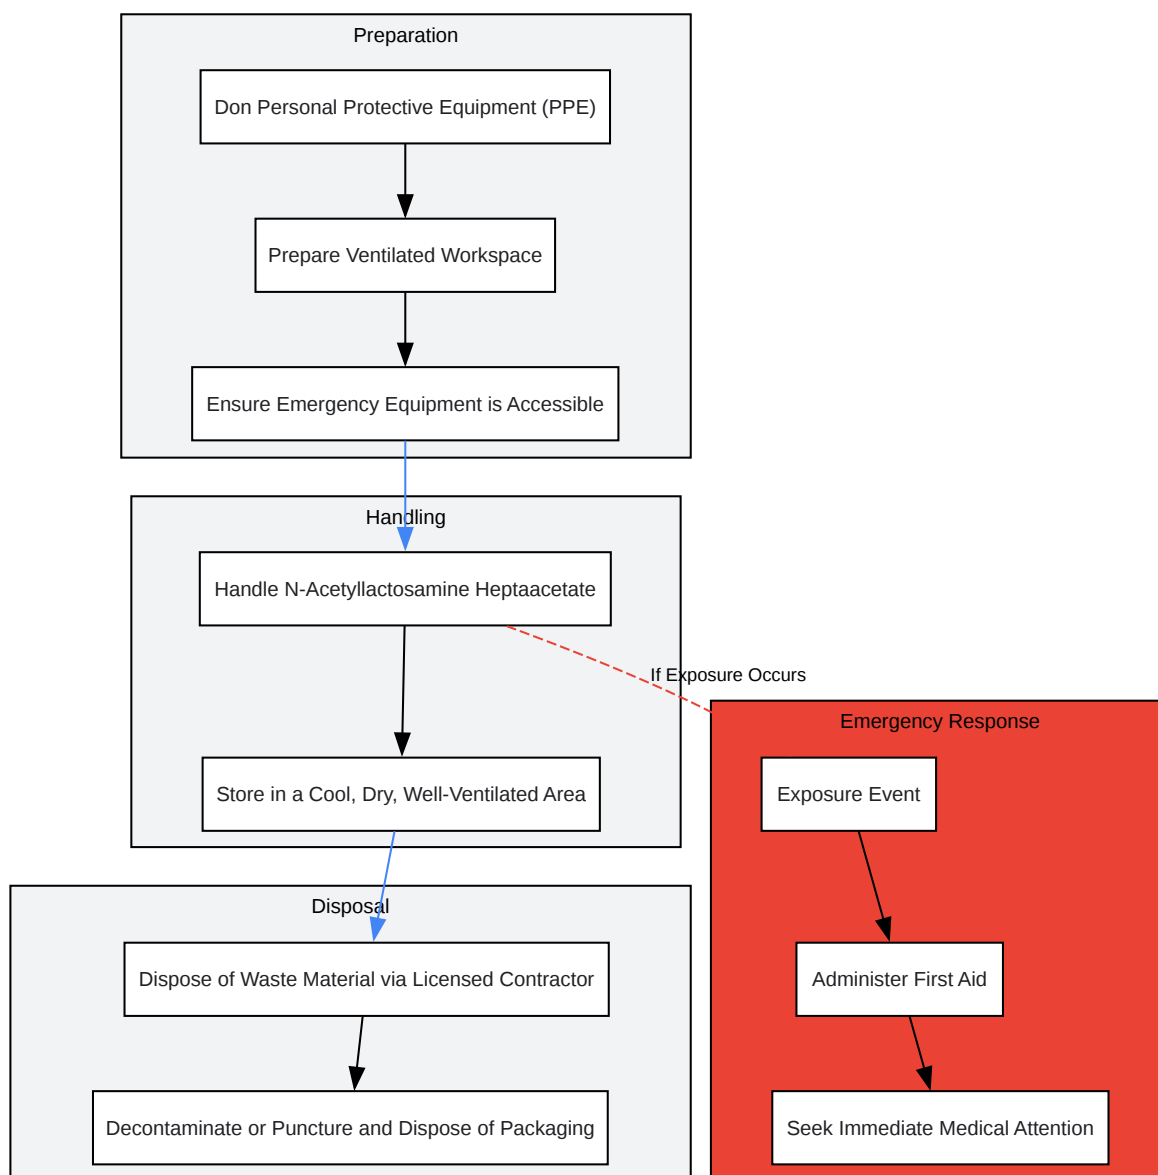 Preparation
Don Personal Protective Equipment (PPE)
Prepare Ventilated Workspace
Ensure Emergency Equipment is Accessible
Handling
Handle N-Acetyllactosamine Heptaacetate
If Exposure Occurs
Store in a Cool, Dry, Well-Ventilated Area
Disposal
Dispose of Waste Material via Licensed Contractor
Decontaminate or Puncture and Dispose of Packaging
Emergency Response
Exposure Event
Administer First Aid
Seek Immediate Medical Attention